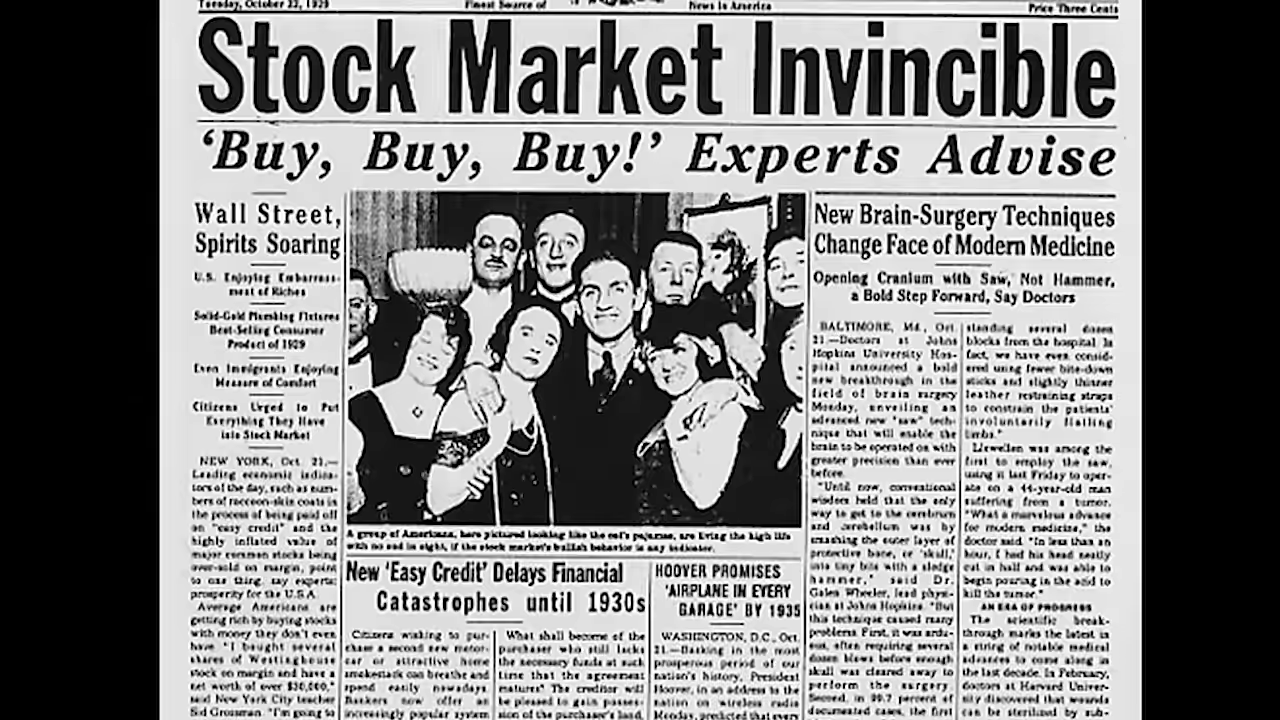 Tuesday, October 22, 1929
Finest Source of
News in America
Price Three Cents
Stock Market Invincible
‘Buy, Buy, Buy!’ Experts Advise
Wall Street,
Spirits Soaring
U.S. Enjoying Embarrass-
ment of Riches
Solid-Gold Plumbing Fixtures
Best-Selling Consumer
Product of 1929
Even Immigrants Enjoying
Measure of Comfort
Citizens Urged to Put
Everything They Have
into Stock Market
NEW YORK, Oct. 21.—
Leading economic indica-
tors of the day, such as num-
bers of raccoon-skin coats in
the process of being paid off
on "easy credit" and the
highly inflated value of
major common stocks being
over-sold on margin, point
to one thing, say experts:
prosperity for the U.S.A.
Average Americans are
getting rich by buying stocks
with money they don't even
have "I bought several
shares of Westinghouse
stock on margin and have a
net worth of over $30,000,"
said New York City teacher
Sid Grossman. "I'm going to
A group of Americans, here pictured looking like the cat's pajamas, are living the high life
with no end in sight, if the stock market's bullish behavior is any indicator.
New 'Easy Credit' Delays Financial
Catastrophes until 1930s
Citizens wishing to pur-
chase a second new motor-
car or attractive home
smokestack can breathe and
spend easily nowadays.
Bankers now offer an
increasingly popular system
What shall become of the
purchaser who still lacks
the necessary funds at such
time that the agreement
matures? The creditor will
be pleased to gain posses-
sion of the purchaser's land,
HOOVER PROMISES
'AIRPLANE IN EVERY
GARAGE' BY 1935
WASHINGTON, D.C., Oct.
21.—Basking in the most
prosperous period of our
nation's history, President
Hoover, in an address to the
nation on wireless radio
Monday, predicted that every
New Brain-Surgery Techniques
Change Face of Modern Medicine
Opening Cranium with Saw, Not Hammer,
a Bold Step Forward, Say Doctors
BALTIMORE, Md., Oct.
21.—Doctors at Johns
Hopkins University Hos-
pital announced a bold
new breakthrough in the
field of brain surgery
Monday, unveiling an
advanced new "saw" tech-
nique that will enable the
brain to be operated on with
greater precision than ever
before.
"Until now, conventional
wisdom held that the only
way to get to the cerebrum
and cerebellum was by
smashing the outer layer of
protective bone, or 'skull,'
into tiny bits with a sledge
hammer," said Dr.
Galen Wheeler, lead physi-
cian at Johns Hopkins. "But
this technique caused many
problems. First, it was ardu-
ous, often requiring several
dozen blows before enough
skull was cleared away to
perform the surgery.
Second, in 99.7 percent of
documented cases, the first
standing several dozen
blocks from the hospital. In
fact, we have even consid-
ered using fewer bite-down
sticks and slightly thinner
leather restraining straps
to constrain the patients'
involuntarily flailing
limbs."
Llewellen was among the
first to employ the saw,
using it last Friday to oper-
ate on a 44-year-old man
suffering from a tumor.
"What a marvelous advance
for modern medicine," the
doctor said. "In less than an
hour, I had his head neatly
cut in half and was able to
begin pouring in the acid to
kill the tumor."
AN ERA OF PROGRESS
The scientific break-
through marks the latest in
a string of notable medical
advances to come along in
the last decade. In February,
doctors at Harvard Univer-
sity discovered that wounds
can be sterilized by sub-